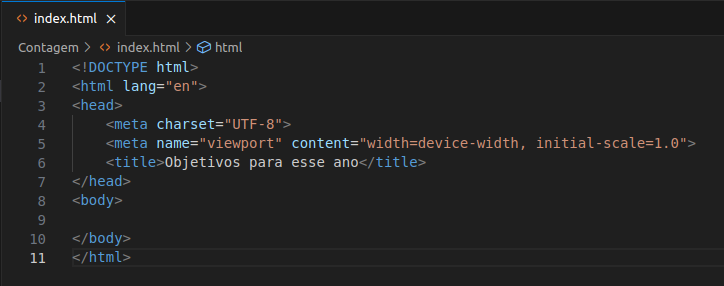 index.html
Contagem > index.html > html
1 <!DOCTYPE html>
2 <html lang="en">
3 <head>
4     <meta charset="UTF-8">
5     <meta name="viewport" content="width=device-width, initial-scale=1.0">
6     <title>Objetivos para esse ano</title>
7 </head>
8 <body>
9
10 </body>
11 </html>